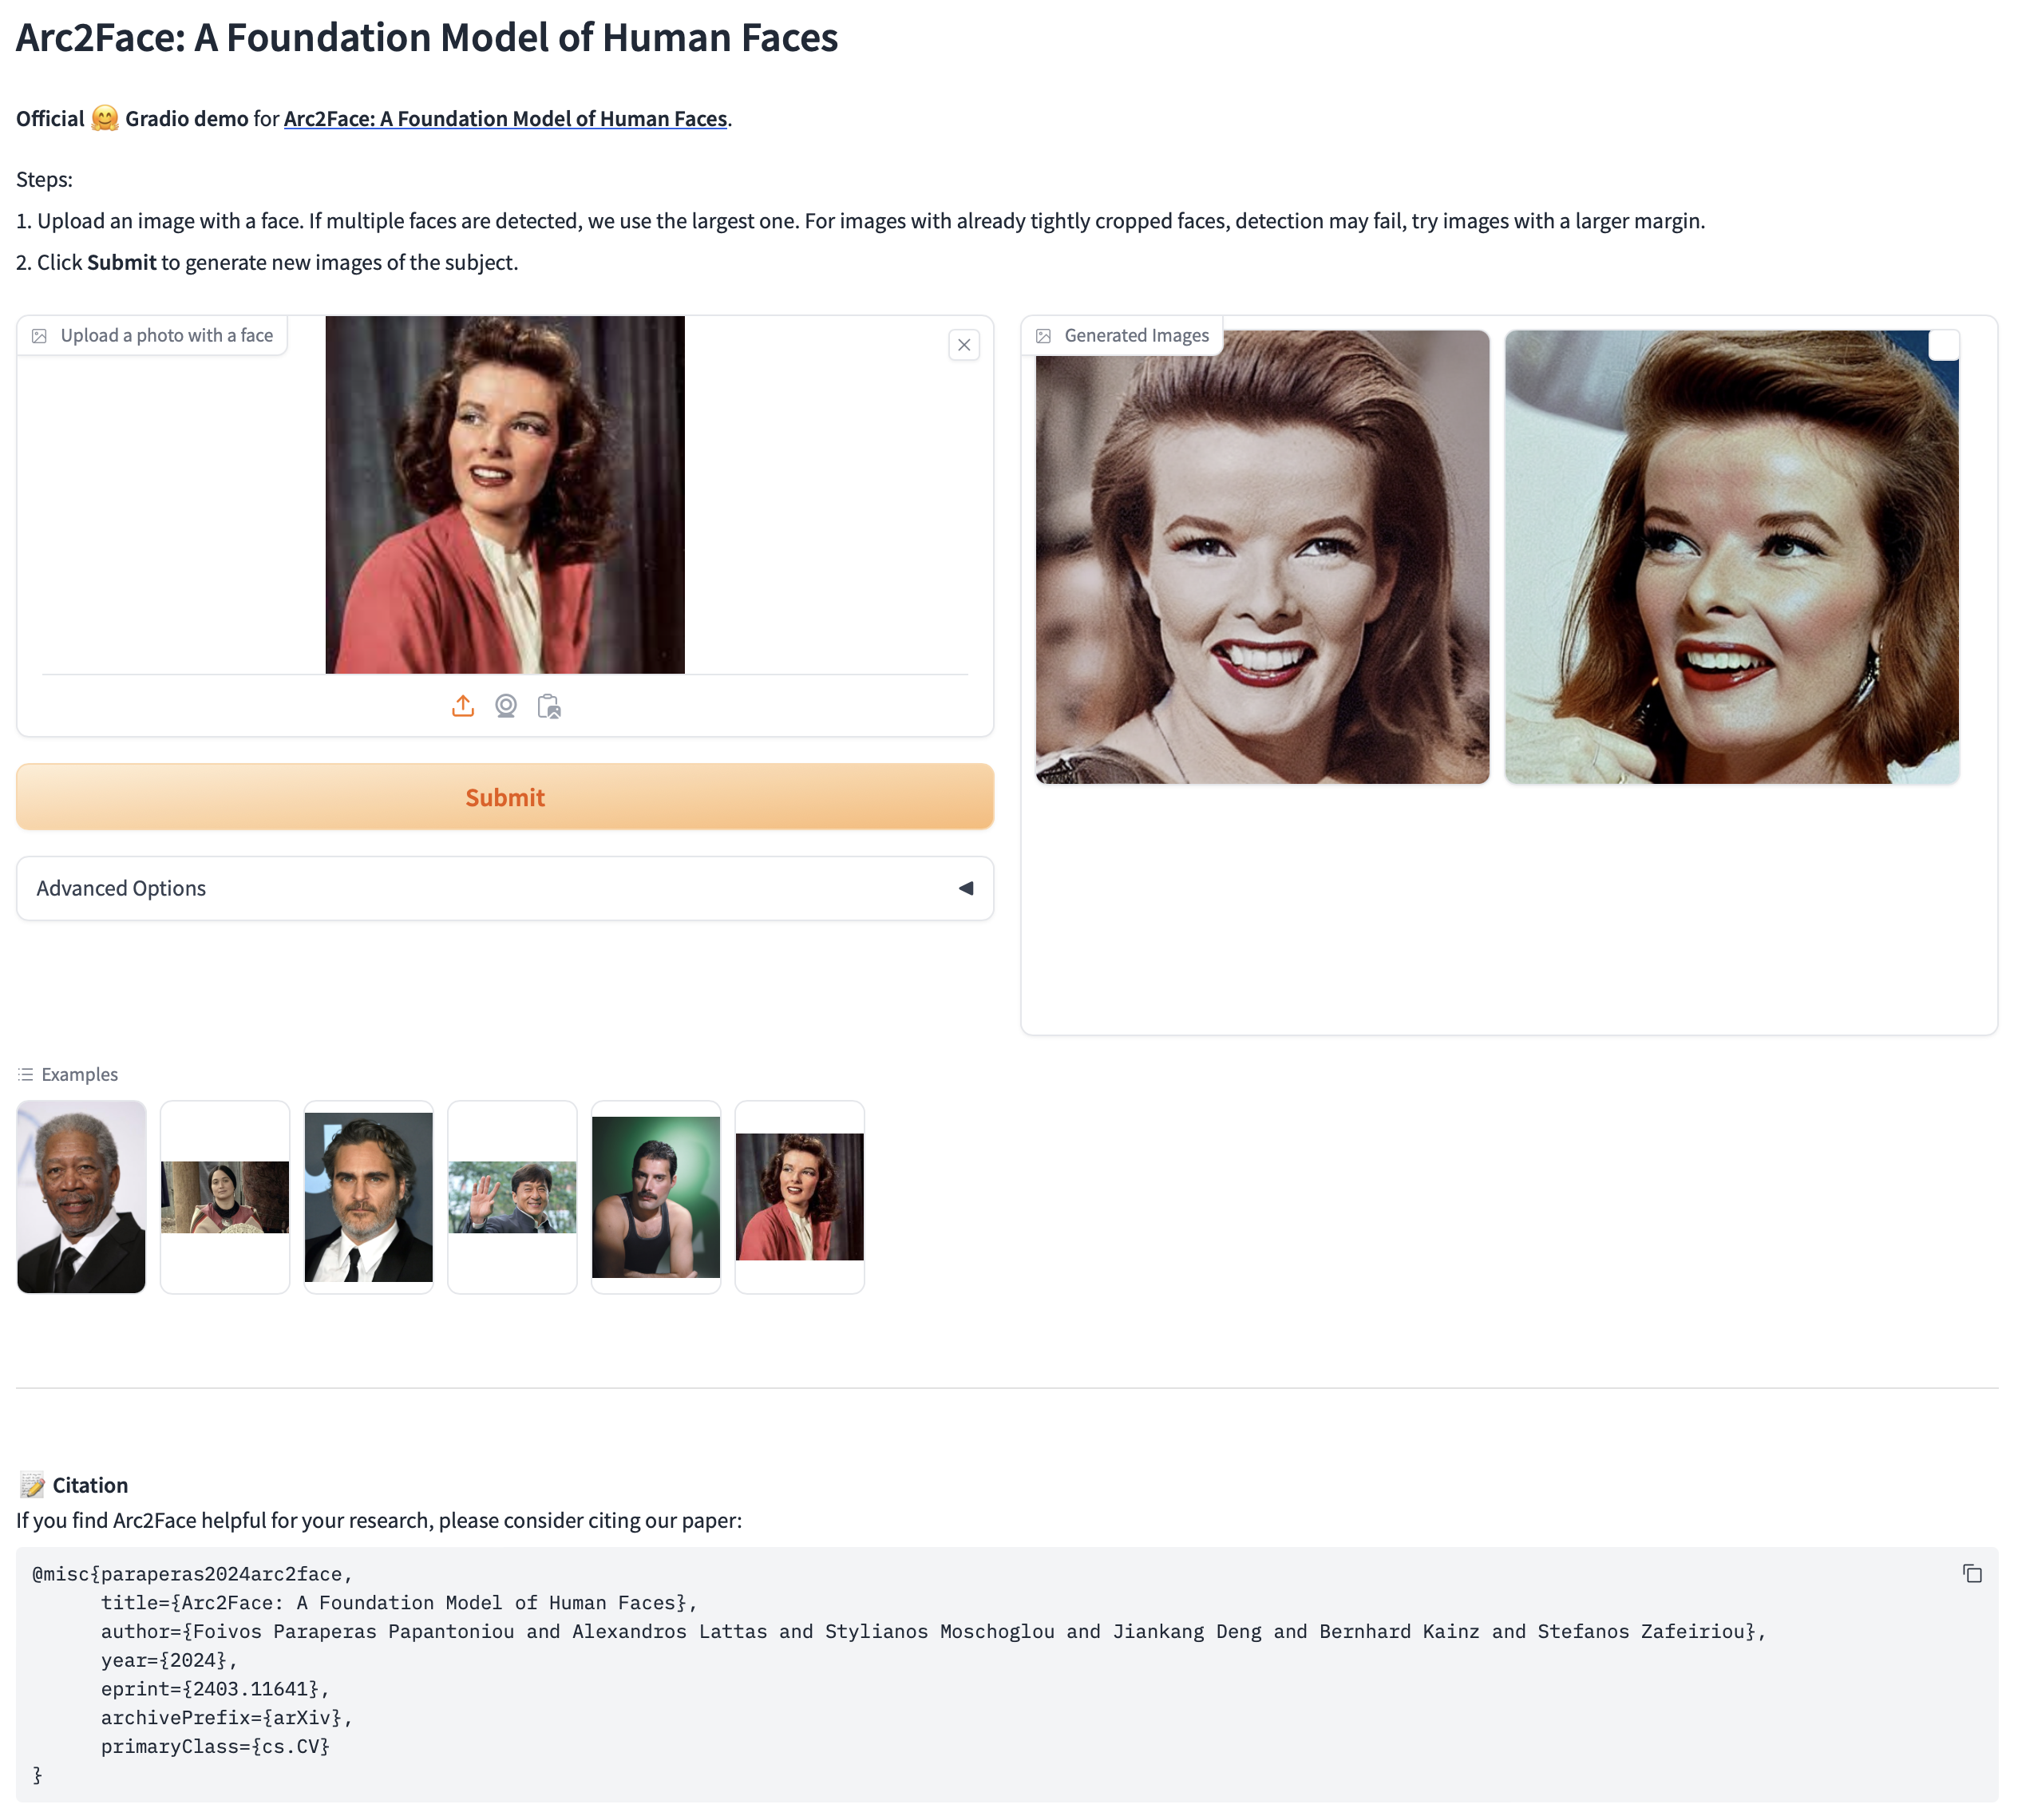 Arc2Face: A Foundation Model of Human Faces
Official 🤗 Gradio demo for Arc2Face: A Foundation Model of Human Faces.
Steps:
1. Upload an image with a face. If multiple faces are detected, we use the largest one. For images with already tightly cropped faces, detection may fail, try images with a larger margin.
2. Click Submit to generate new images of the subject.
Upload a photo with a face
Generated Images
Submit
Advanced Options
Examples
📝 Citation
If you find Arc2Face helpful for your research, please consider citing our paper:
@misc{paraperas2024arc2face,
      title={Arc2Face: A Foundation Model of Human Faces},
      author={Foivos Paraperas Papantoniou and Alexandros Lattas and Stylianos Moschoglou and Jiankang Deng and Bernhard Kainz and Stefanos Zafeiriou},
      year={2024},
      eprint={2403.11641},
      archivePrefix={arXiv},
      primaryClass={cs.CV}
}